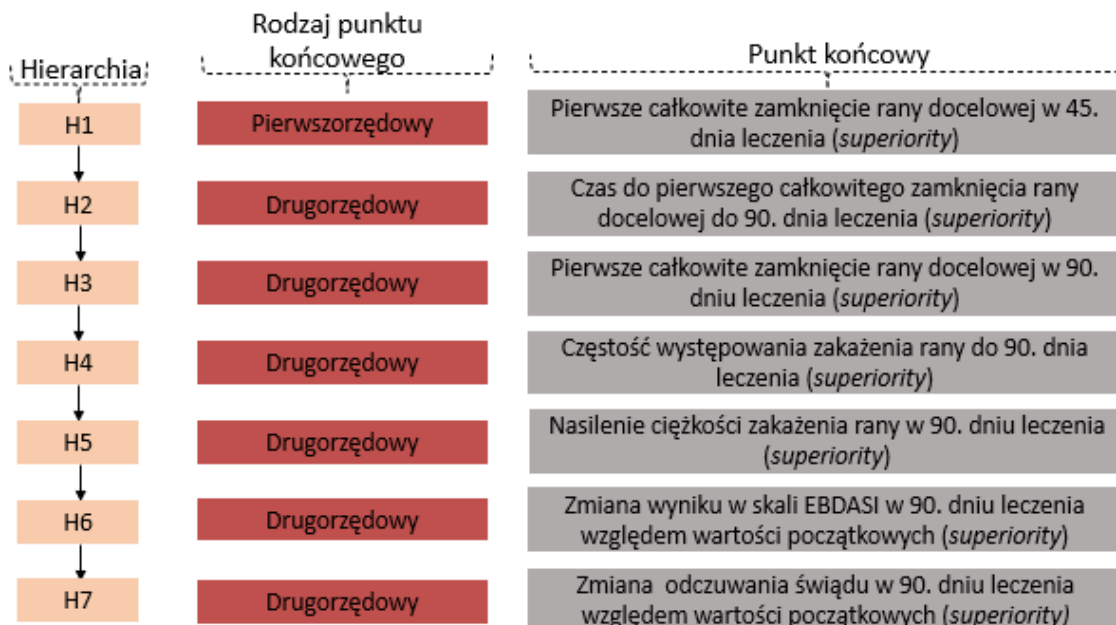 Hierarchia
Rodzaj punktu
końcowego
Punkt końcowy
H1
Pierwszorzędowy
Pierwsze całkowite zamknięcie rany docelowej w 45.
dnia leczenia (superiority)
H2
Drugorzędowy
Czas do pierwszego całkowitego zamknięcia rany
docelowej do 90. dnia leczenia (superiority)
H3
Drugorzędowy
Pierwsze całkowite zamknięcie rany docelowej w 90.
dniu leczenia (superiority)
H4
Drugorzędowy
Częstość występowania zakażenia rany do 90. dnia
leczenia (superiority)
H5
Drugorzędowy
Nasilenie ciężkości zakażenia rany w 90. dniu leczenia
(superiority)
H6
Drugorzędowy
Zmiana wyniku w skali EBDASI w 90. dniu leczenia
względem wartości początkowych (superiority)
H7
Drugorzędowy
Zmiana odczuwania świądu w 90. dniu leczenia
względem wartości początkowych (superiority)